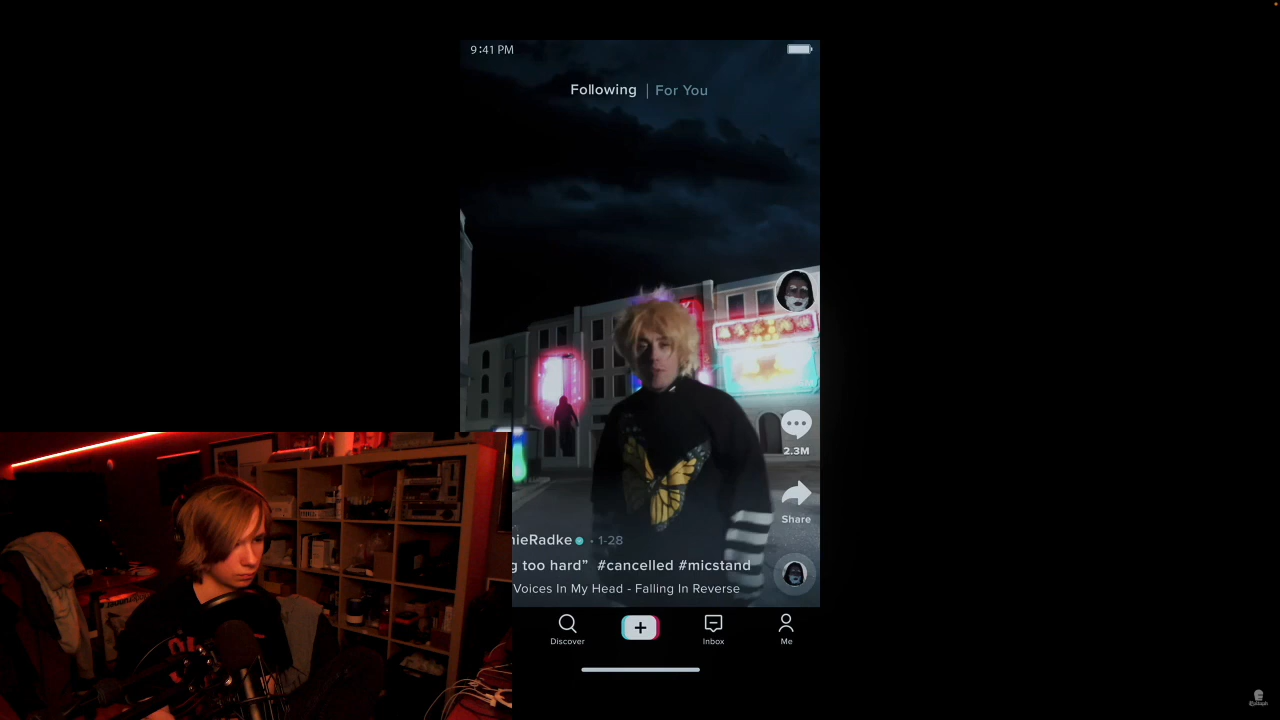 9:41 PM
Following | For You
2.3M
Share
nieRadke • 1-28
g too hard” #cancelled #micstand
Voices In My Head - Falling In Reverse
Discover
Inbox
Me